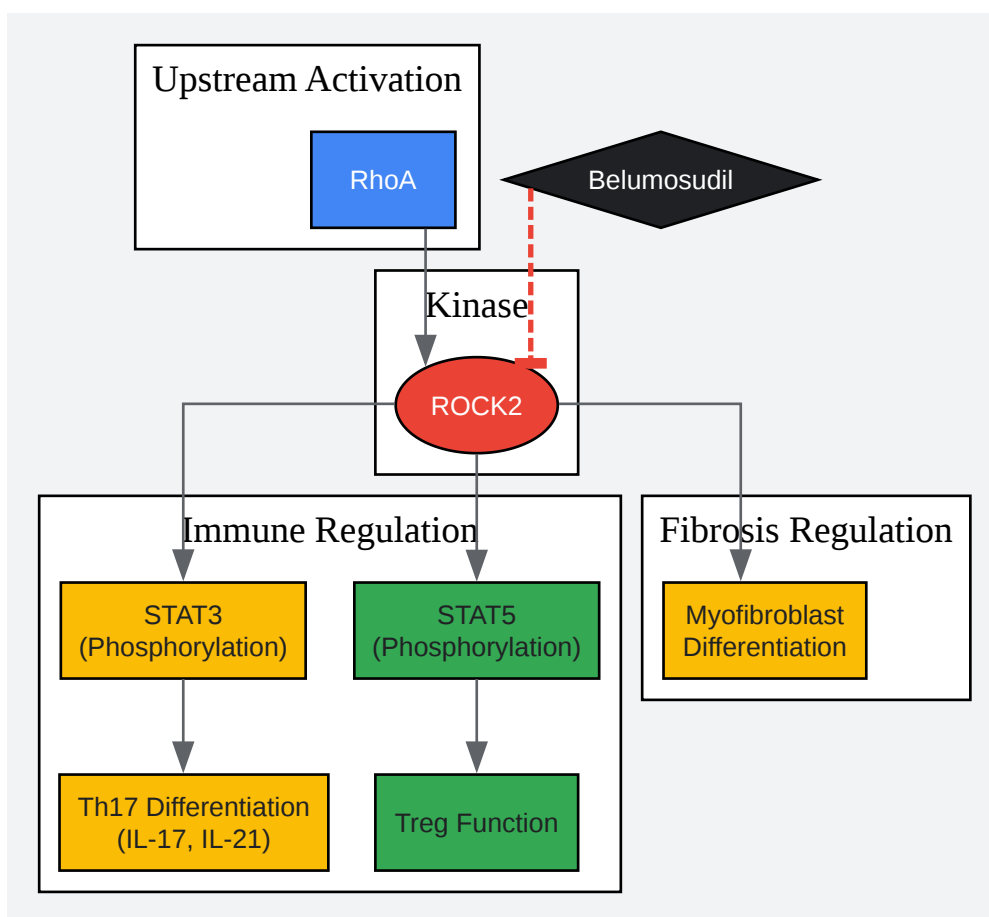 Upstream Activation
RhoA
Belumosudil
Kinase
ROCK2
Immune Regulation
Fibrosis Regulation
STAT3
(Phosphorylation)
STAT5
(Phosphorylation)
Myofibroblast
Differentiation
Th17 Differentiation
(IL-17, IL-21)
Treg Function